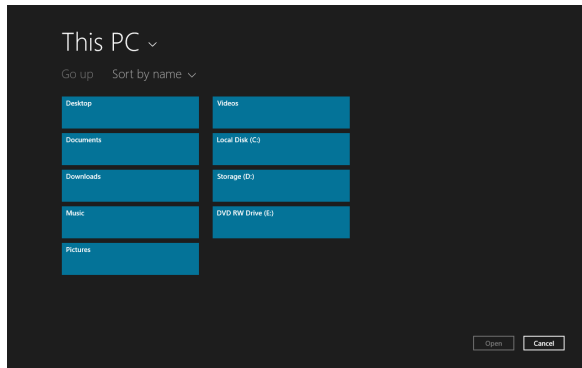 This PC
Go up Sort by name
Desktop
Documents
Downloads
Music
Pictures
Videos
Local Disk (C:)
Storage (D:)
DVD RW Drive (E:)
Open Cancel